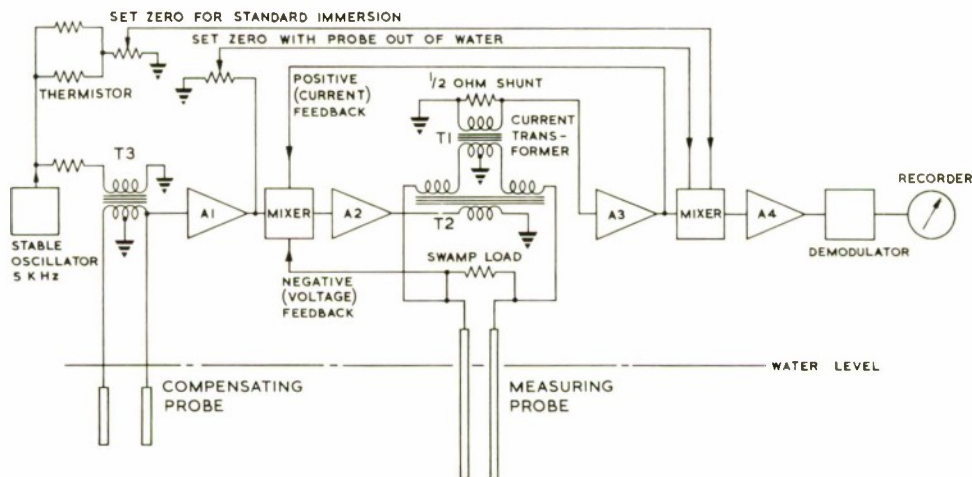 SET ZERO FOR STANDARD IMMERSION
SET ZERO WITH PROBE OUT OF WATER
THERMISTOR
POSITIVE
(CURRENT)
FEEDBACK
1/2 OHM SHUNT
T1
CURRENT
TRANS-
FORMER
T3
A1
MIXER
A2
T2
A3
MIXER
A4
RECORDER
STABLE
OSCILLATOR
5 KHz
DEMODULATOR
SWAMP LOAD
NEGATIVE
(VOLTAGE)
FEEDBACK
WATER LEVEL
COMPENSATING
PROBE
MEASURING
PROBE